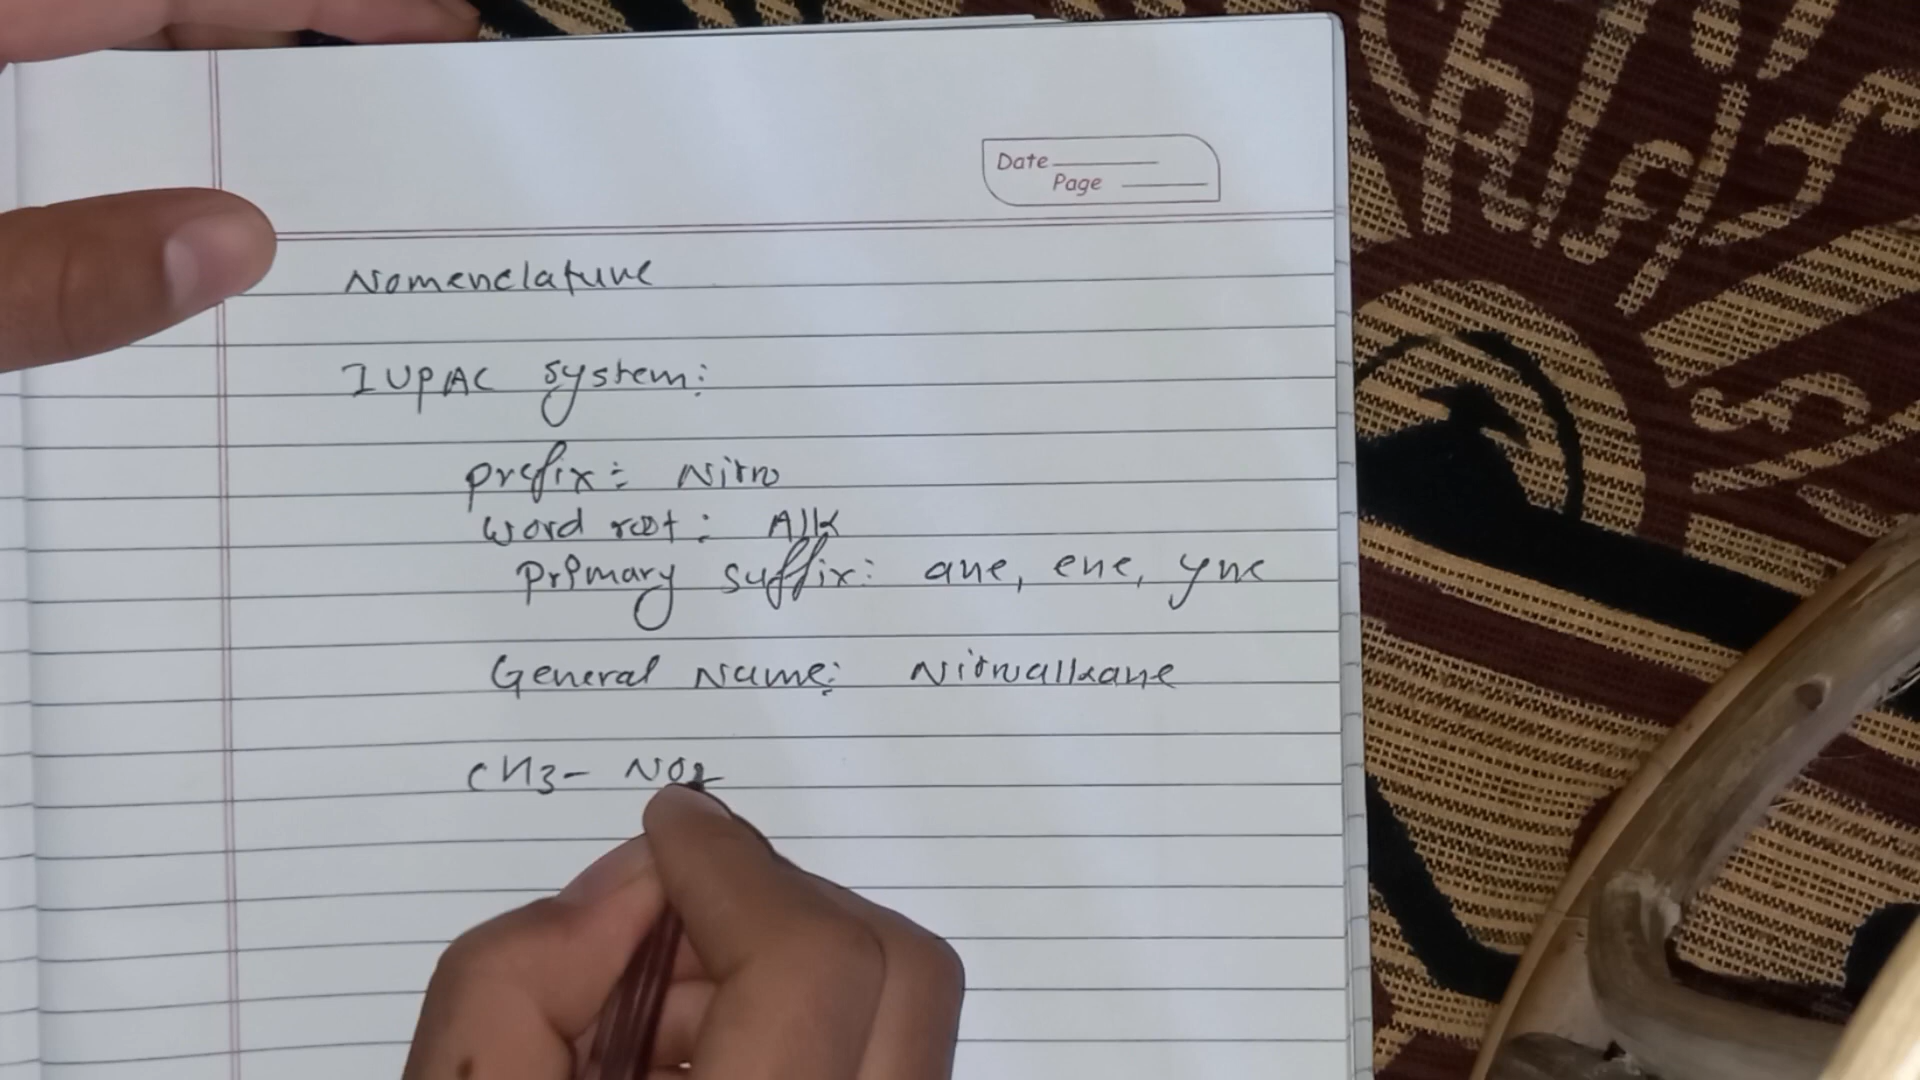 Date
Page
Nomenclature
IUPAC system:
prefix: Nitro
word root: Alk
Primary suffix: ane, ene, yne
General Name: Nitroalkane
CH3- NO2